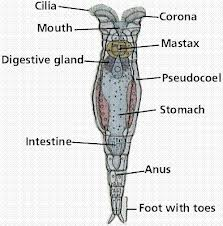 Cilia
Corona
Mouth
Mastax
Digestive gland
Pseudocoel
Stomach
Intestine
Anus
Foot with toes